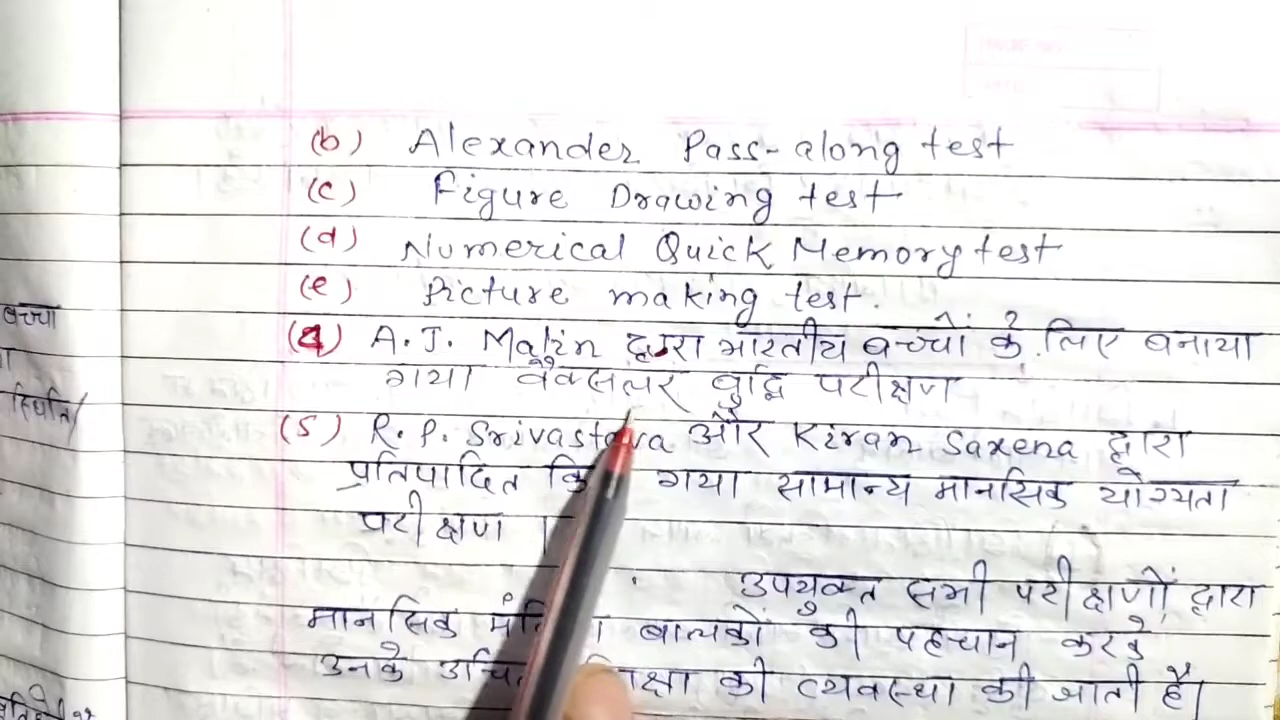 (b) Alexander Pass-along test
(c) Figure Drawing test
(d) Numerical Quick Memory test
(e) Picture making test.
(4) A. J. Malin द्वारा भारतीय बच्चों के लिए बनाया
गया वैक्सलर बुद्धि परीक्षण
(5) R. P. Srivastava और Kiran Saxena द्वारा
प्रतिपादित गया सामान्य मानसिक योग्यता
परीक्षण
उपयुक्त सभी परीक्षणों द्वारा
मानसिक बालकों की पहचान करके
उनके की व्यवस्था की जाती है।
बच्चा